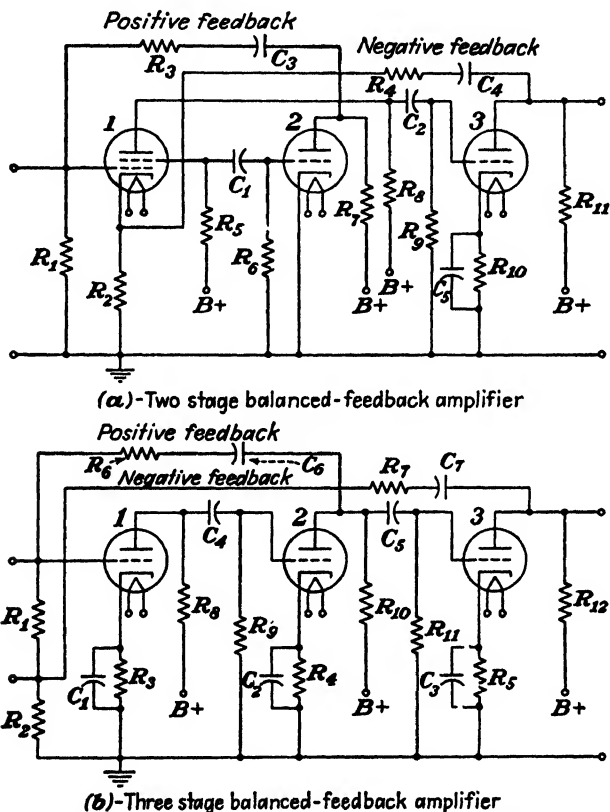 Positive feedback
R3 C3 Negative feedback
R4 C4
1 2 C2 3
C1 R8 R11
R5 R7 R9
R1 R6 R10
R2 B+ B+ B+ C5 B+
(a)-Two stage balanced-feedback amplifier
Positive feedback
R6 C6 R7 C7
Negative feedback
1 2 3
C4 C5
R1 R8 R9 R10 R11 R12
C1 R3 C2 R4 C3 R5
R2 B+ B+ B+
(b)-Three stage balanced-feedback amplifier